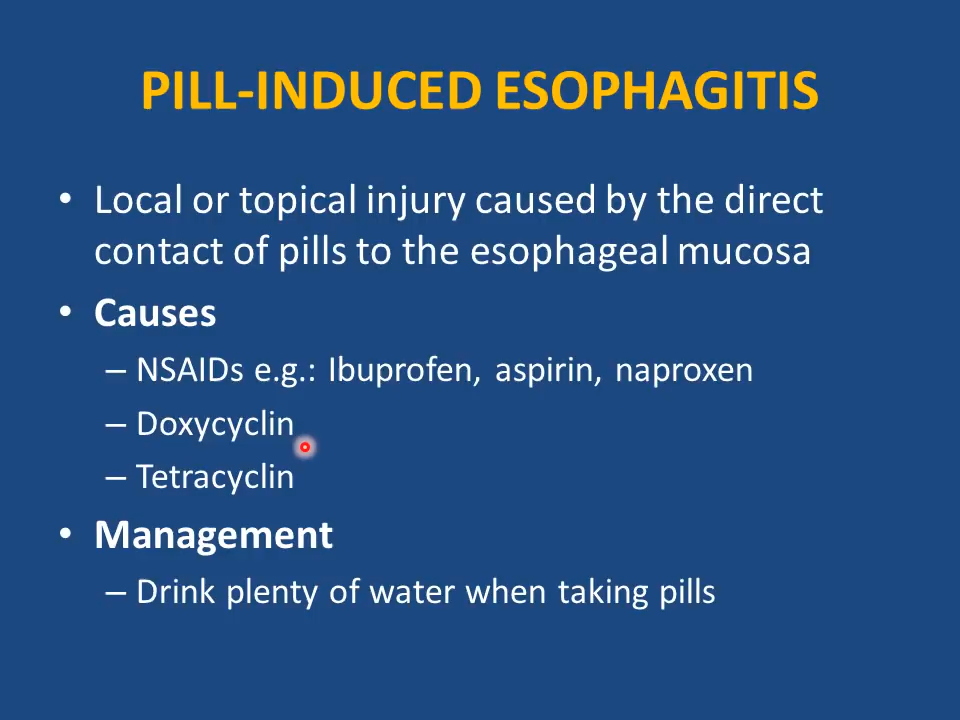 PILL-INDUCED ESOPHAGITIS
• Local or topical injury caused by the direct
contact of pills to the esophageal mucosa
• Causes
– NSAIDs e.g.: Ibuprofen, aspirin, naproxen
– Doxycyclin
– Tetracyclin
• Management
– Drink plenty of water when taking pills